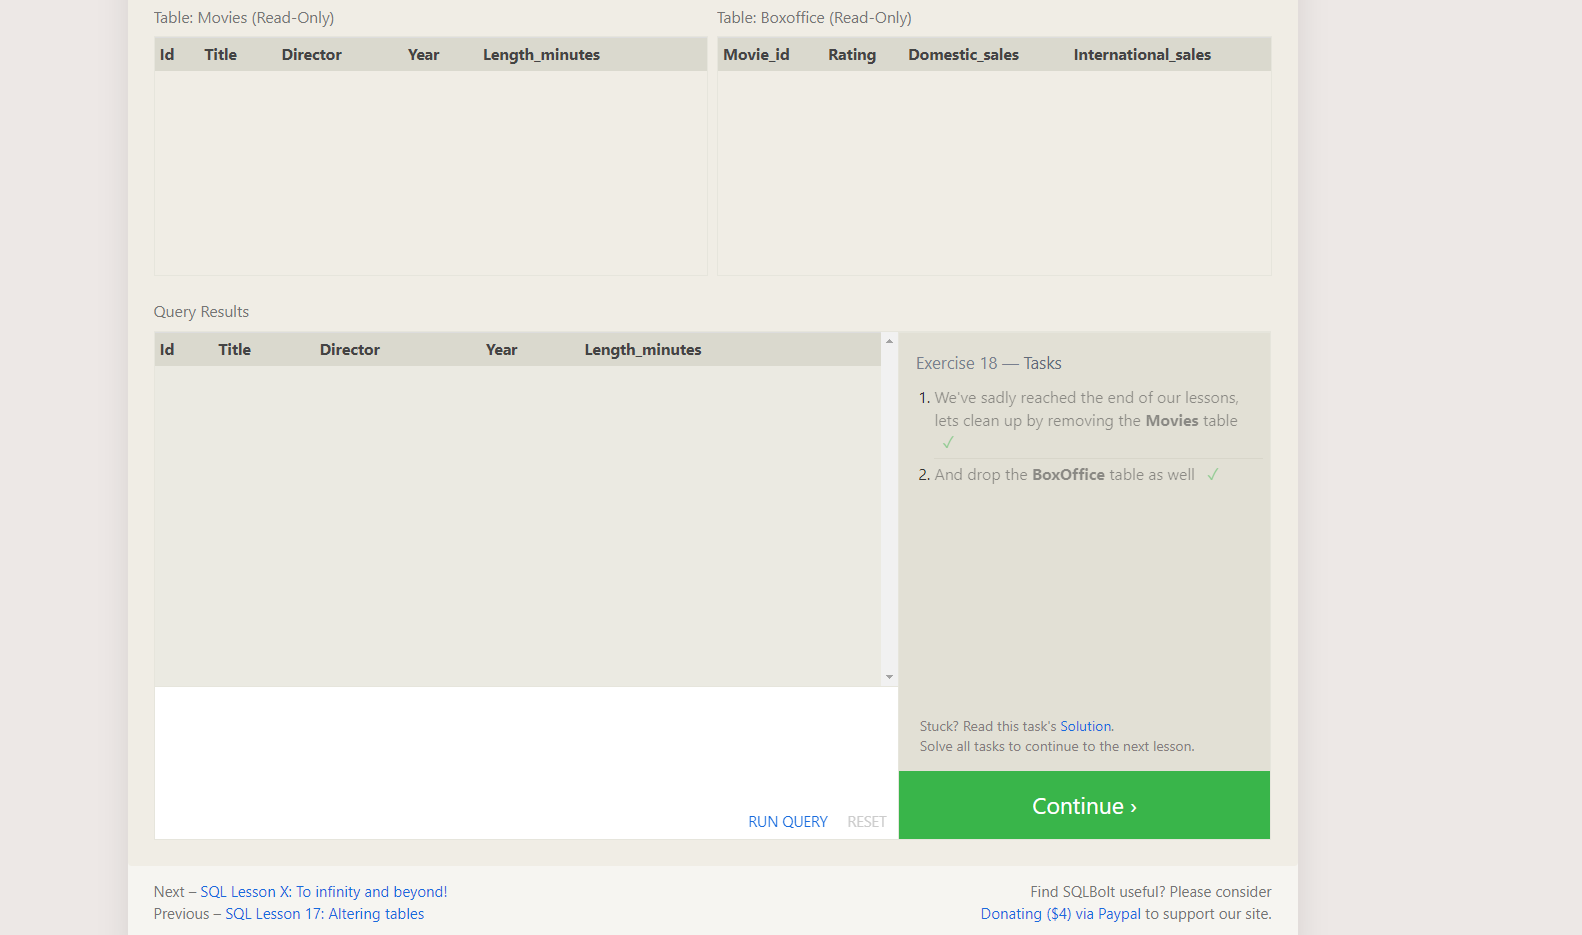 Table: Movies (Read-Only)
Table: Boxoffice (Read-Only)
Id Title Director Year Length_minutes
Movie_id Rating Domestic_sales International_sales
Query Results
Id Title Director Year Length_minutes
Exercise 18 — Tasks
1. We've sadly reached the end of our lessons,
lets clean up by removing the Movies table
✓
2. And drop the BoxOffice table as well ✓
Stuck? Read this task's Solution.
Solve all tasks to continue to the next lesson.
RUN QUERY RESET
Continue ›
Next – SQL Lesson X: To infinity and beyond!
Previous – SQL Lesson 17: Altering tables
Find SQLBolt useful? Please consider
Donating ($4) via Paypal to support our site.